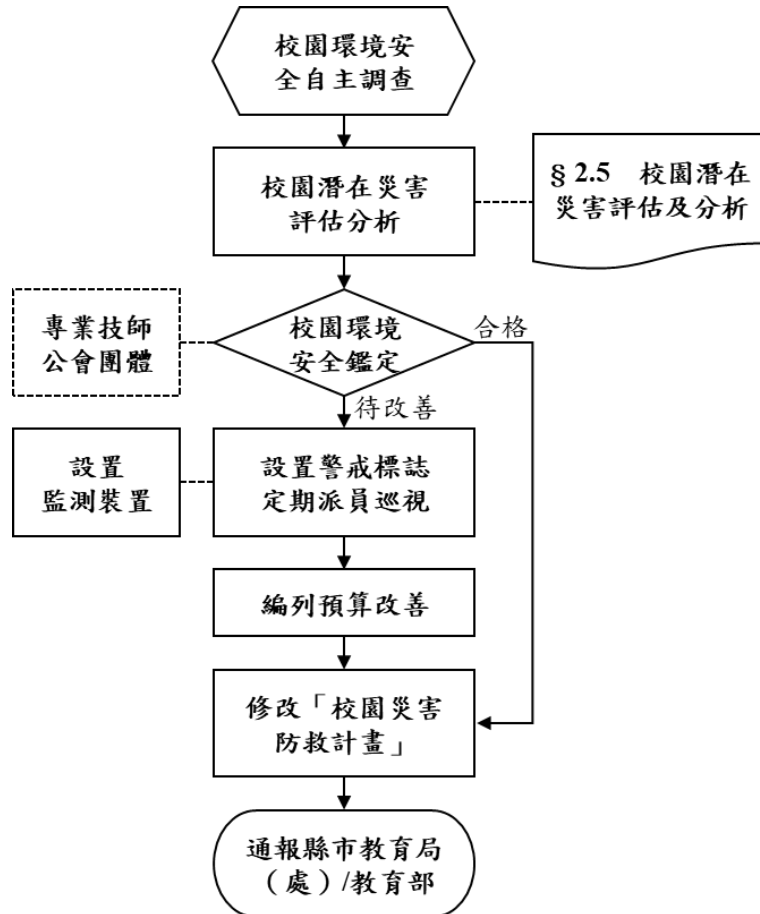 校園環境安
全自主調查
校園潛在災害
評估分析
§ 2.5 校園潛在
災害評估及分析
專業技師
公會團體
校園環境
安全鑑定
合格
待改善
設置
監測裝置
設置警戒標誌
定期派員巡視
編列預算改善
修改「校園災害
防救計畫」
通報縣市教育局
（處）/教育部